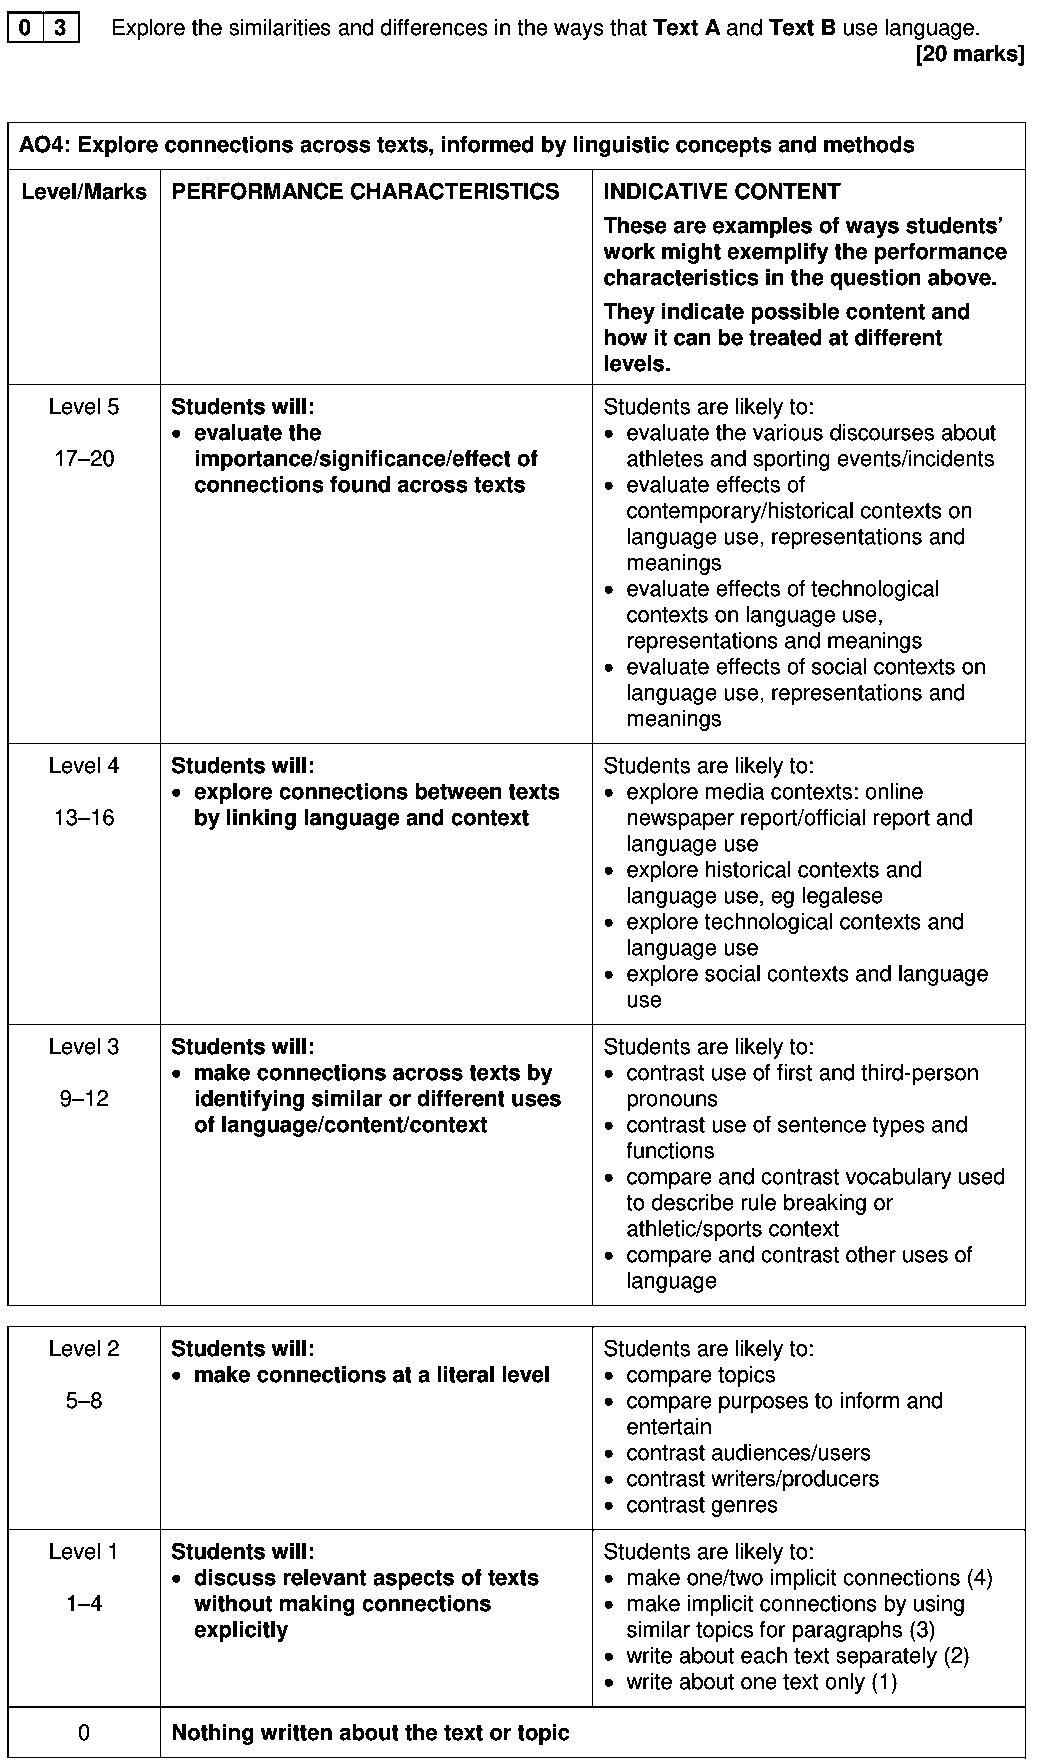 0 3 Explore the similarities and differences in the ways that Text A and Text B use language.
[20 marks]
AO4: Explore connections across texts, informed by linguistic concepts and methods
Level/Marks PERFORMANCE CHARACTERISTICS INDICATIVE CONTENT
These are examples of ways students'
work might exemplify the performance
characteristics in the question above.
They indicate possible content and
how it can be treated at different
levels.
Level 5
17–20
Students will:
• evaluate the
importance/significance/effect of
connections found across texts
Students are likely to:
• evaluate the various discourses about
athletes and sporting events/incidents
• evaluate effects of
contemporary/historical contexts on
language use, representations and
meanings
• evaluate effects of technological
contexts on language use,
representations and meanings
• evaluate effects of social contexts on
language use, representations and
meanings
Level 4
13–16
Students will:
• explore connections between texts
by linking language and context
Students are likely to:
• explore media contexts: online
newspaper report/official report and
language use
• explore historical contexts and
language use, eg legalese
• explore technological contexts and
language use
• explore social contexts and language
use
Level 3
9–12
Students will:
• make connections across texts by
identifying similar or different uses
of language/content/context
Students are likely to:
• contrast use of first and third-person
pronouns
• contrast use of sentence types and
functions
• compare and contrast vocabulary used
to describe rule breaking or
athletic/sports context
• compare and contrast other uses of
language
Level 2
5–8
Students will:
• make connections at a literal level
Students are likely to:
• compare topics
• compare purposes to inform and
entertain
• contrast audiences/users
• contrast writers/producers
• contrast genres
Level 1
1–4
Students will:
• discuss relevant aspects of texts
without making connections
explicitly
Students are likely to:
• make one/two implicit connections (4)
• make implicit connections by using
similar topics for paragraphs (3)
• write about each text separately (2)
• write about one text only (1)
0 Nothing written about the text or topic